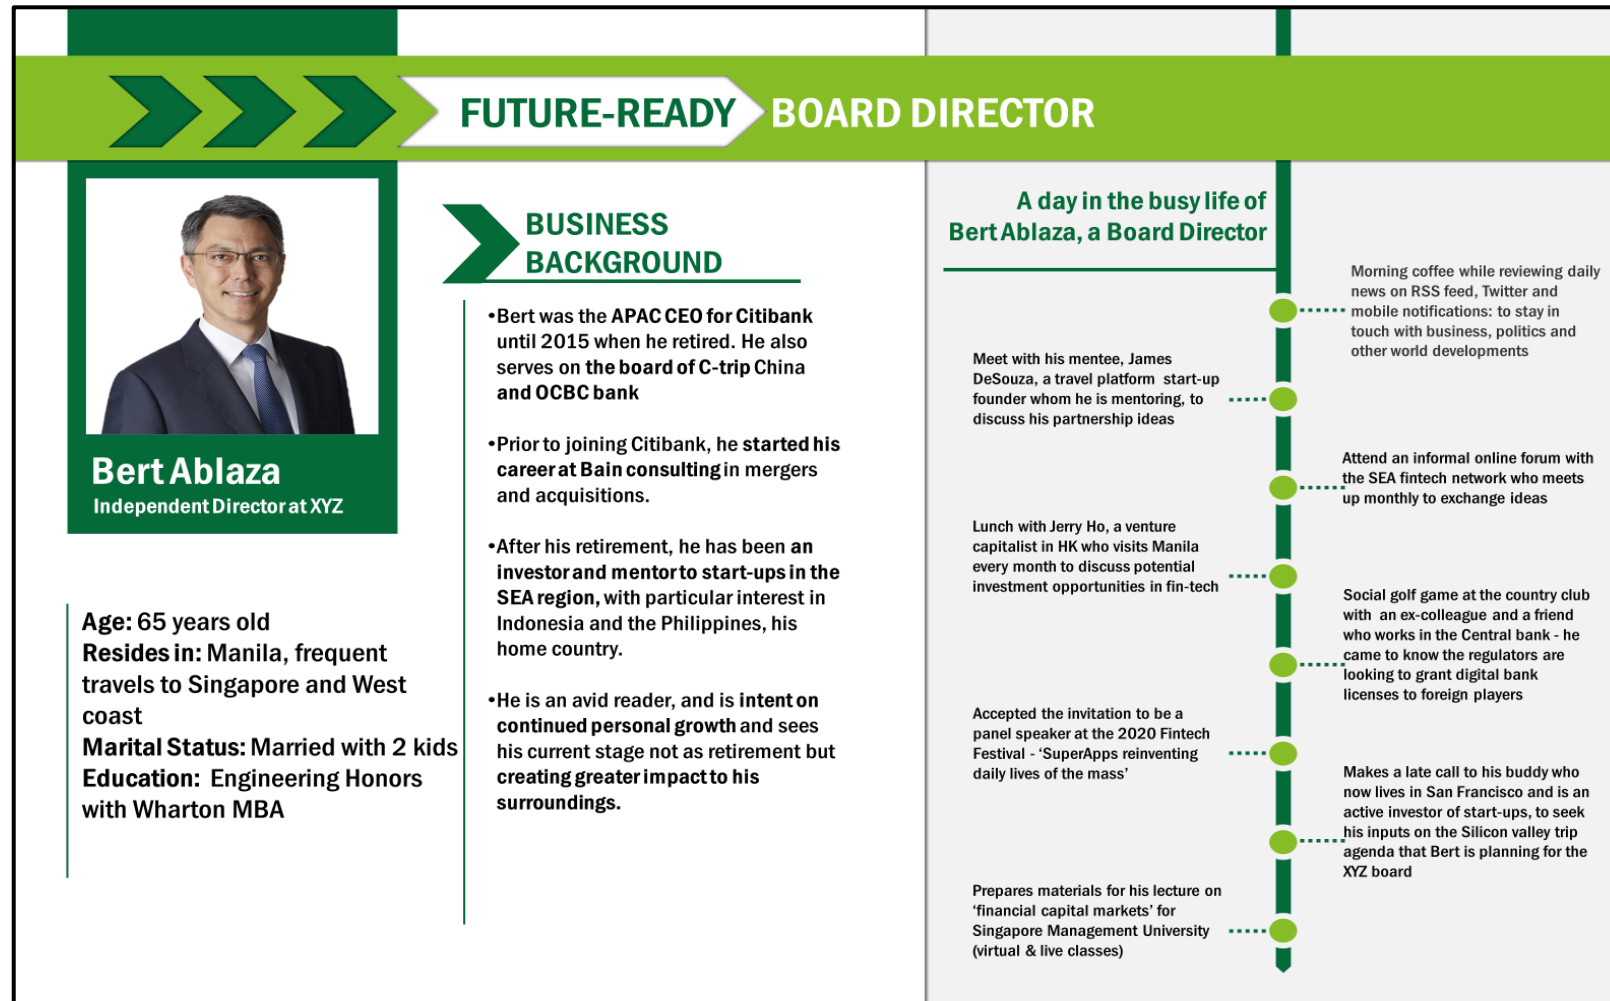 FUTURE-READY BOARD DIRECTOR
Bert Ablaza
Independent Director at XYZ
Age: 65 years old
Resides in: Manila, frequent
travels to Singapore and West
coast
Marital Status: Married with 2 kids
Education: Engineering Honors
with Wharton MBA
BUSINESS
BACKGROUND
•Bert was the APAC CEO for Citibank
until 2015 when he retired. He also
serves on the board of C-trip China
and OCBC bank
•Prior to joining Citibank, he started his
career at Bain consulting in mergers
and acquisitions.
•After his retirement, he has been an
investor and mentor to start-ups in the
SEA region, with particular interest in
Indonesia and the Philippines, his
home country.
•He is an avid reader, and is intent on
continued personal growth and sees
his current stage not as retirement but
creating greater impact to his
surroundings.
A day in the busy life of
Bert Ablaza, a Board Director
Morning coffee while reviewing daily
news on RSS feed, Twitter and
mobile notifications: to stay in
touch with business, politics and
other world developments
Meet with his mentee, James
DeSouza, a travel platform start-up
founder whom he is mentoring, to
discuss his partnership ideas
Attend an informal online forum with
the SEA fintech network who meets
up monthly to exchange ideas
Lunch with Jerry Ho, a venture
capitalist in HK who visits Manila
every month to discuss potential
investment opportunities in fin-tech
Social golf game at the country club
with an ex-colleague and a friend
who works in the Central bank - he
came to know the regulators are
looking to grant digital bank
licenses to foreign players
Accepted the invitation to be a
panel speaker at the 2020 Fintech
Festival - ‘SuperApps reinventing
daily lives of the mass’
Makes a late call to his buddy who
now lives in San Francisco and is an
active investor of start-ups, to seek
his inputs on the Silicon valley trip
agenda that Bert is planning for the
XYZ board
Prepares materials for his lecture on
‘financial capital markets’ for
Singapore Management University
(virtual & live classes)